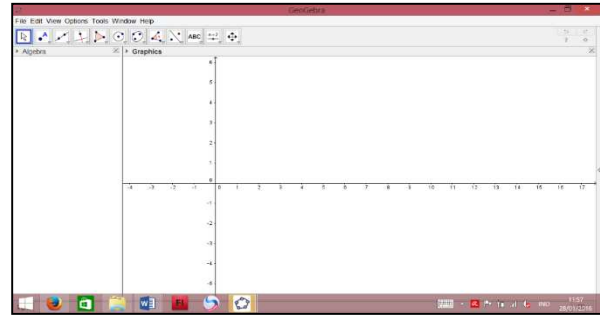 GeoGebra
File Edit View Options Tools Window Help
ABC
Algebra
Graphics
6
5
4
3
2
1
0
-4 -3 -2 -1 0 1 2 3 4 5 6 7 8 9 10 11 12 13 14 15 16 17
-1
-2
-3
-4
-5
W
11:57